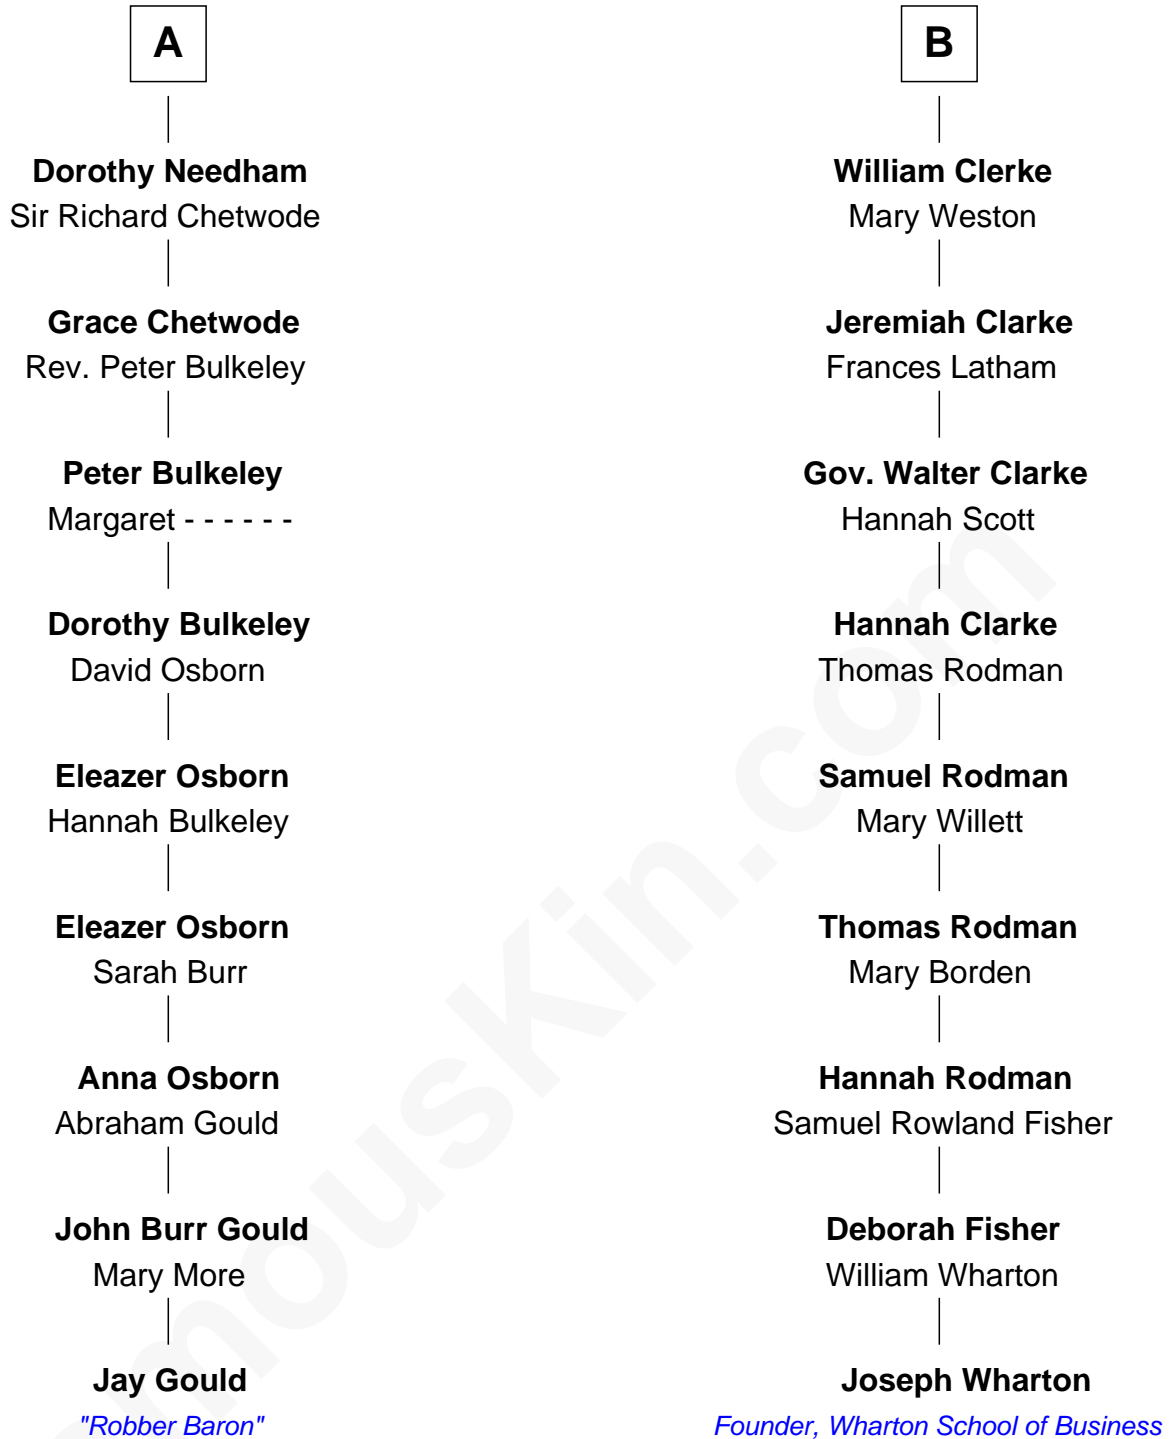 A
Dorothy Needham
Sir Richard Chetwode
Grace Chetwode
Rev. Peter Bulkeley
Peter Bulkeley
Margaret - - - - - -
Dorothy Bulkeley
David Osborn
Eleazer Osborn
Hannah Bulkeley
Eleazer Osborn
Sarah Burr
Anna Osborn
Abraham Gould
John Burr Gould
Mary More
Jay Gould
"Robber Baron"
B
William Clerke
Mary Weston
Jeremiah Clarke
Frances Latham
Gov. Walter Clarke
Hannah Scott
Hannah Clarke
Thomas Rodman
Samuel Rodman
Mary Willett
Thomas Rodman
Mary Borden
Hannah Rodman
Samuel Rowland Fisher
Deborah Fisher
William Wharton
Joseph Wharton
Founder, Wharton School of Business
mousKin.com